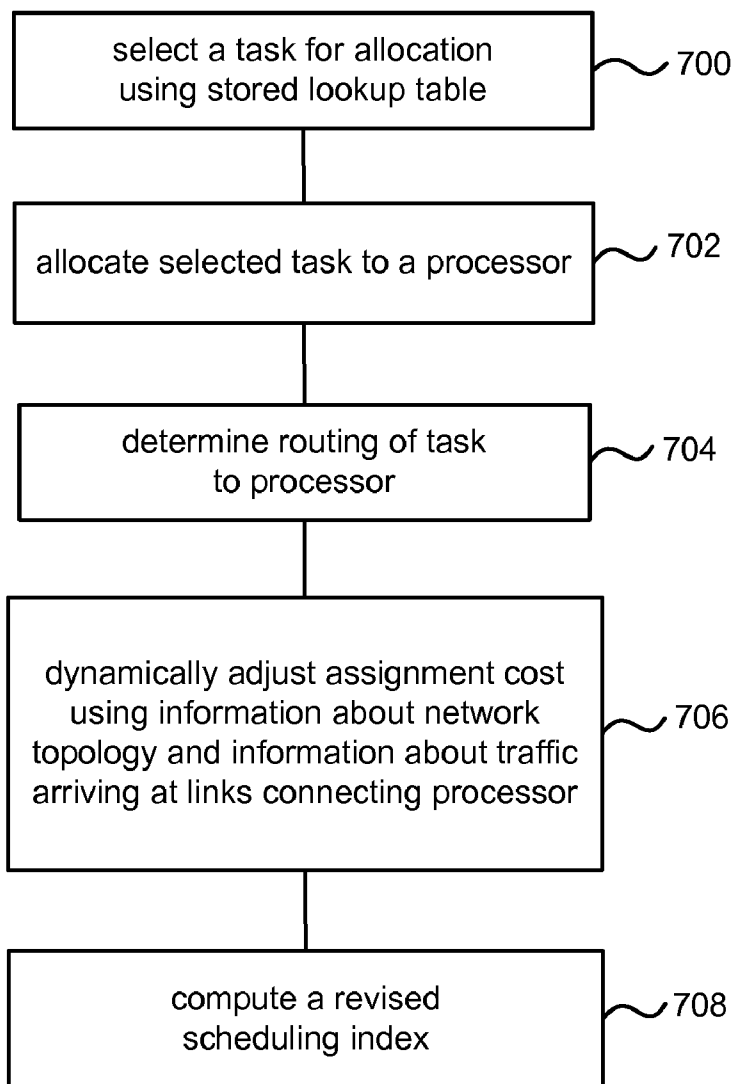 select a task for allocation
using stored lookup table
700
allocate selected task to a processor
702
determine routing of task
to processor
704
dynamically adjust assignment cost
using information about network
topology and information about traffic
arriving at links connecting processor
706
compute a revised
scheduling index
708